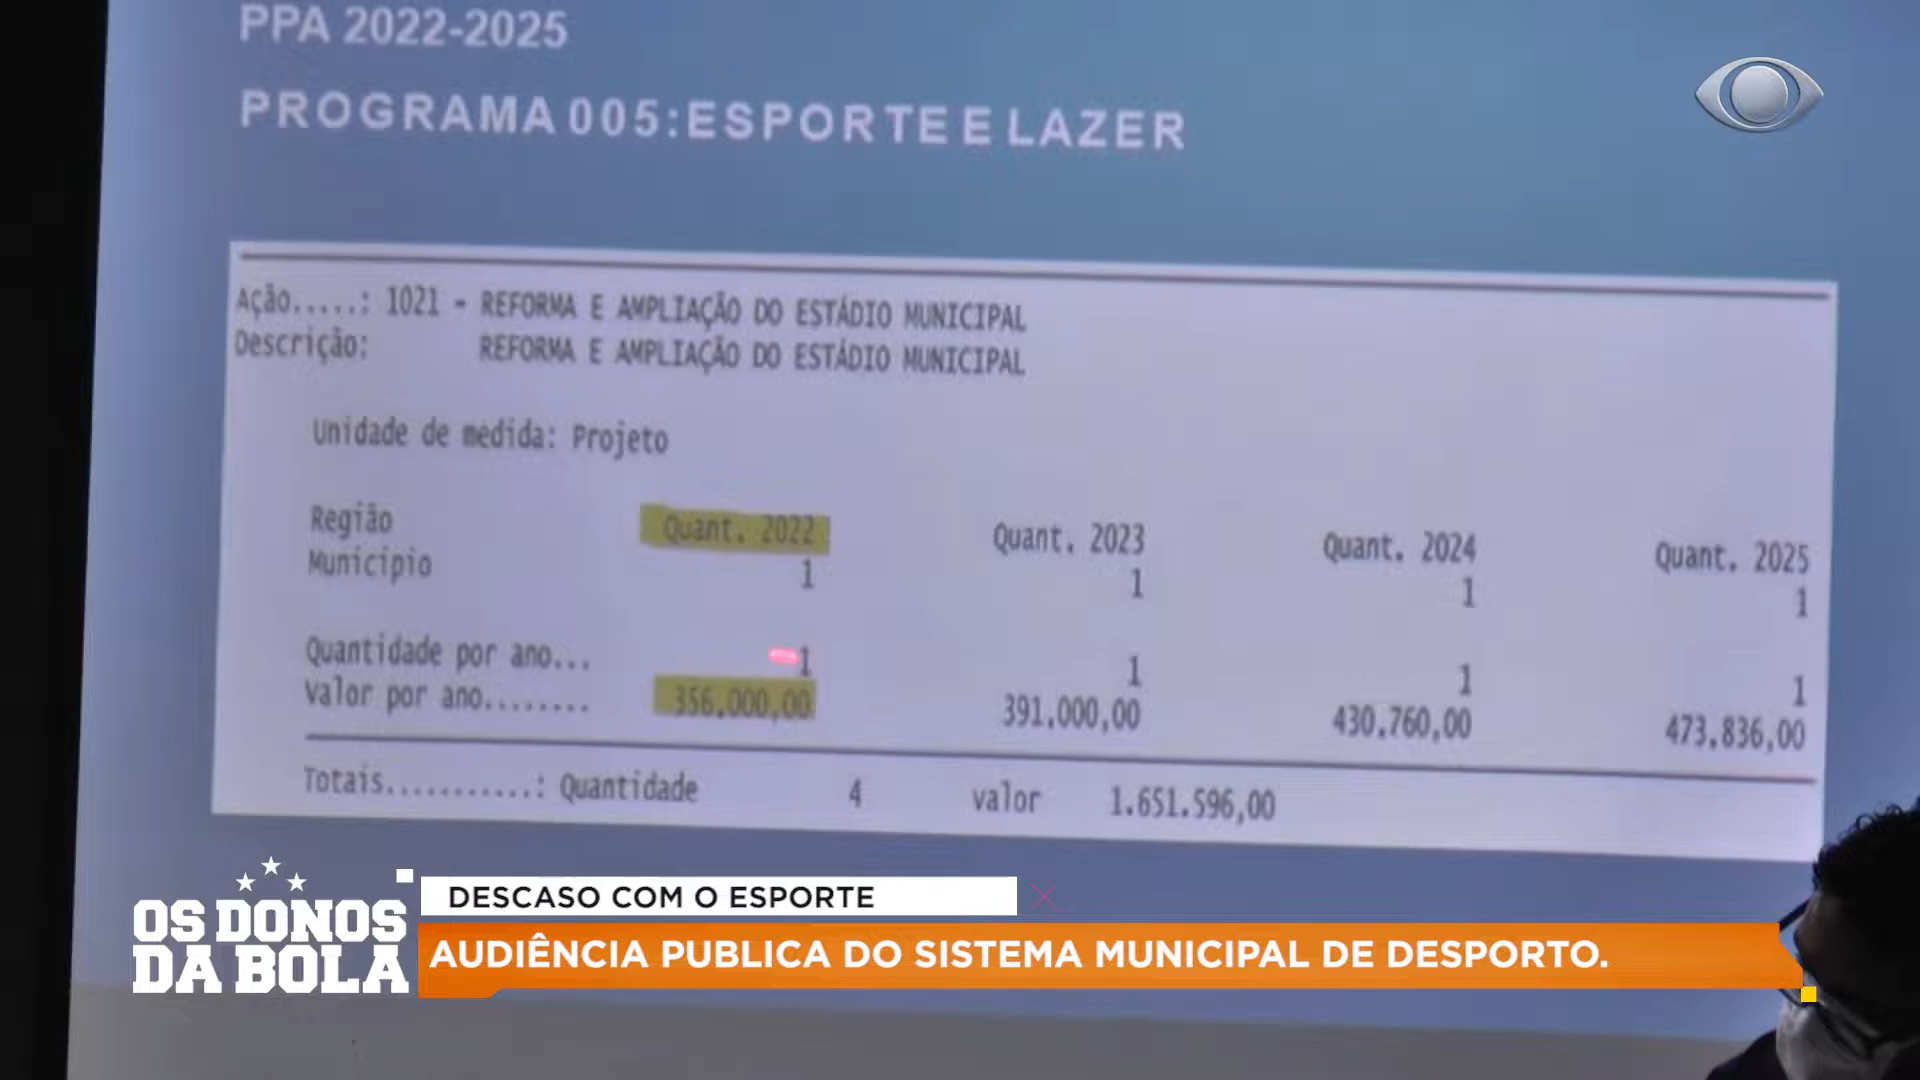 PPA 2022-2025
PROGRAMA 005:ESPORTE E LAZER
Ação.....: 1021 - REFORMA E AMPLIAÇÃO DO ESTÁDIO MUNICIPAL
Descrição: REFORMA E AMPLIAÇÃO DO ESTÁDIO MUNICIPAL
Unidade de medida: Projeto
Região Quant. 2022 Quant. 2023 Quant. 2024 Quant. 2025
Município 1 1 1 1
Quantidade por ano... 1 1 1 1
Valor por ano........ 356.000,00 391.000,00 430.760,00 473.836,00
Totais...........: Quantidade 4 valor 1.651.596,00
DESCASO COM O ESPORTE
OS DONOS
DA BOLA
AUDIÊNCIA PUBLICA DO SISTEMA MUNICIPAL DE DESPORTO.